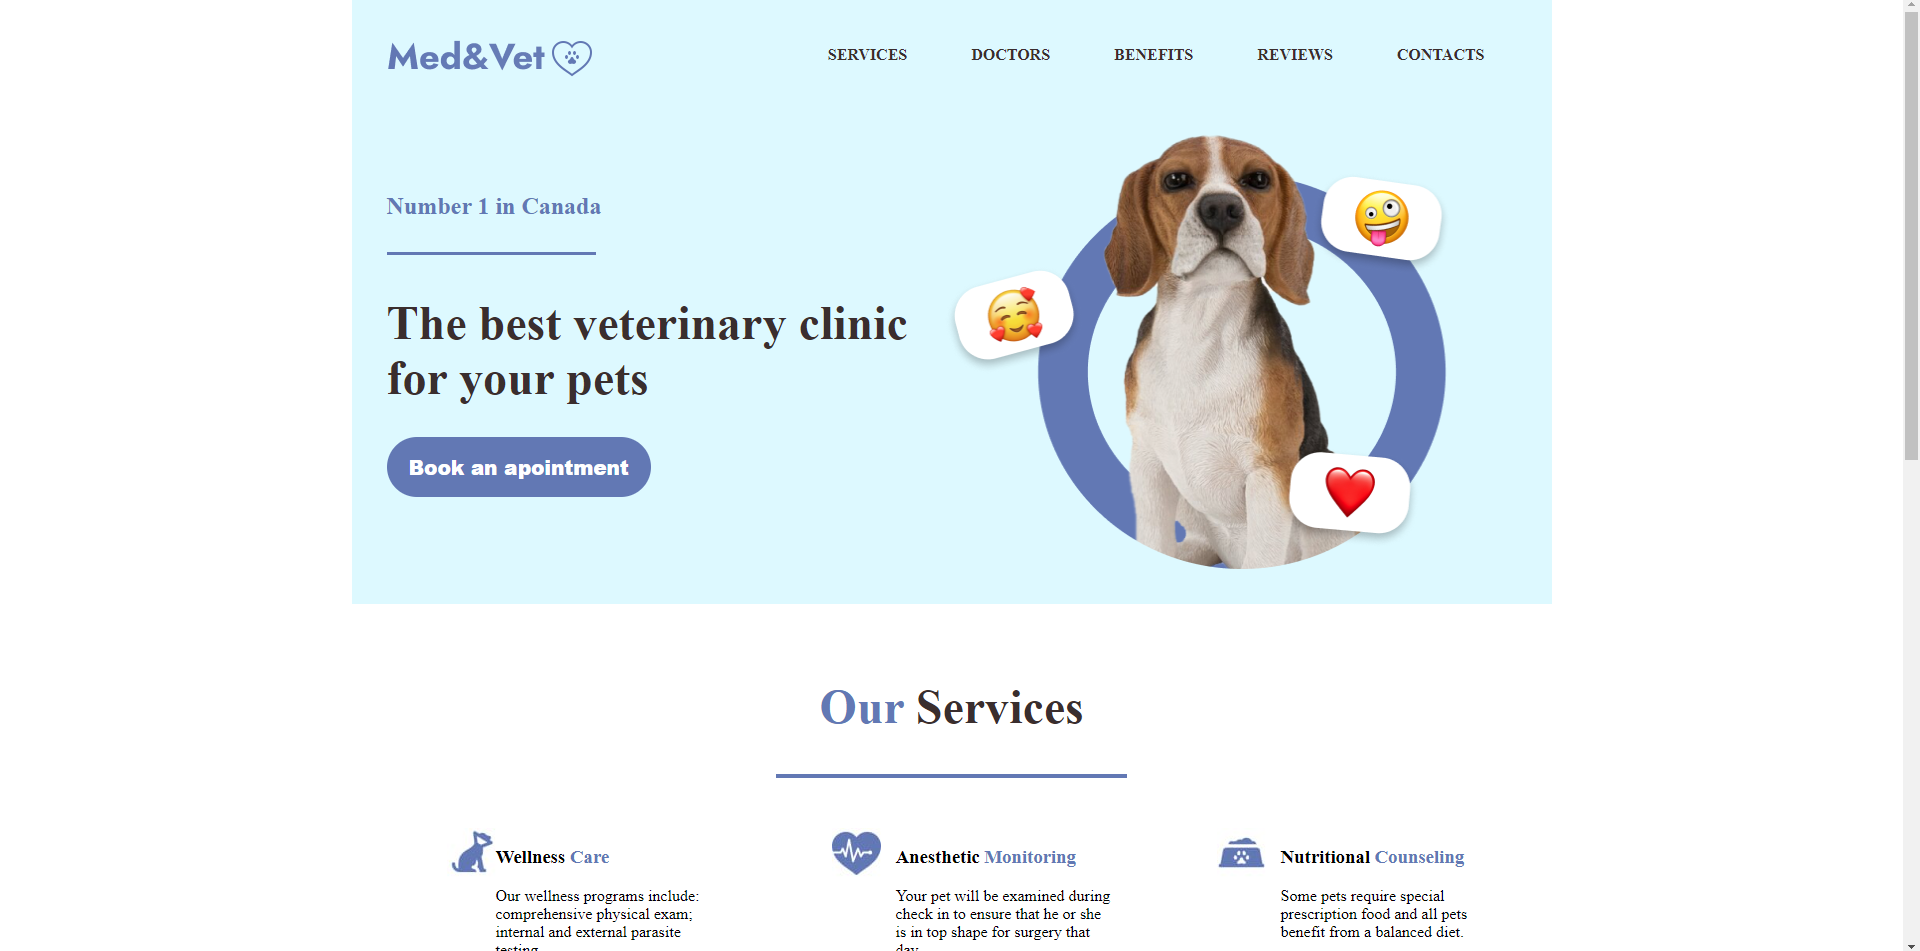 Med&Vet
SERVICES DOCTORS BENEFITS REVIEWS CONTACTS
Number 1 in Canada
The best veterinary clinic
for your pets
Book an apointment
Our Services
Wellness Care
Our wellness programs include:
comprehensive physical exam;
internal and external parasite
testing
Anesthetic Monitoring
Your pet will be examined during
check in to ensure that he or she
is in top shape for surgery that
day
Nutritional Counseling
Some pets require special
prescription food and all pets
benefit from a balanced diet.